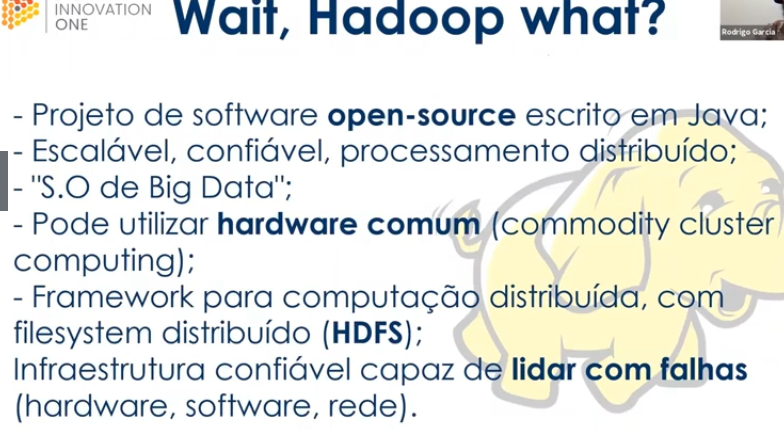 INNOVATION
ONE
Wait, Hadoop what?
Rodrigo Garcia
- Projeto de software open-source escrito em Java;
- Escalável, confiável, processamento distribuído;
- "S.O de Big Data";
- Pode utilizar hardware comum (commodity cluster
computing);
- Framework para computação distribuída, com
filesystem distribuído (HDFS);
Infraestrutura confiável capaz de lidar com falhas
(hardware, software, rede).